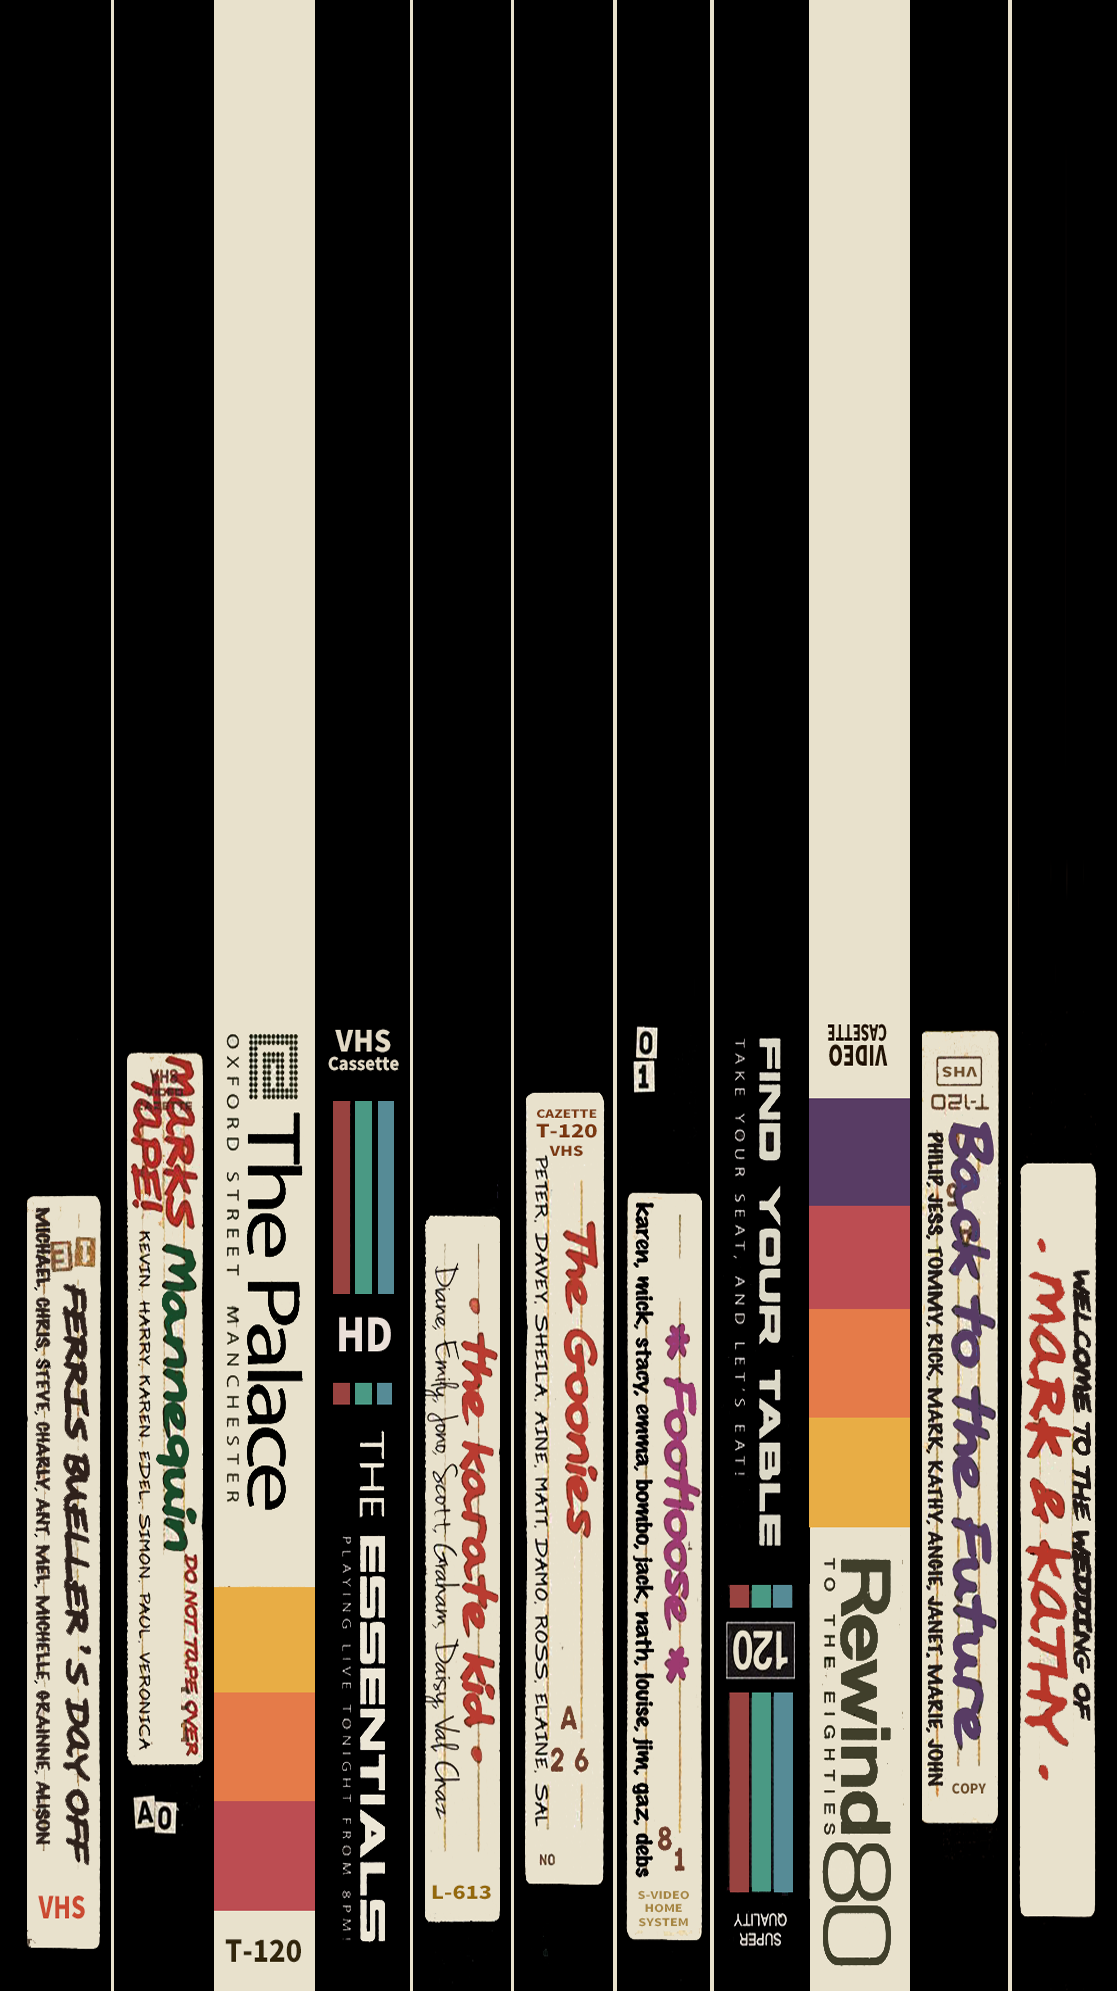 MICHAEL, CHRIS, STEVE, CHARLY, ANT, MEL, MICHELLE, GRAINNE, ALISON
FERRIS BUELLER'S DAY OFF
VHS
MARKS TAPE!
Mannequin
DO NOT TAPE OVER
KEVIN, HARRY, KAREN, EDEL, SIMON, PAUL, VERONICA
A0
The Palace
OXFORD STREET MANCHESTER
T-120
VHS
Cassette
HD
THE ESSENTIALS
PLAYING LIVE TONIGHT FROM 8PM!
• the karate kid •
Diane, Emily, Jono, Scott, Graham, Daisy, Val Chaz
L-613
CAZETTE
T-120
VHS
The Goonies
PETER, DAVEY, SHEILA, AINE, MATT, DAMO, ROSS, ELAINE, SAL
A
26
NO
0
1
* Footloose *
karen, mick, stacy, emma, bombo, jack, nath, louise, jim, gaz, debs
8
1
S-VIDEO
HOME
SYSTEM
FIND YOUR TABLE
TAKE YOUR SEAT, AND LET'S EAT!
120
SUPER
QUALITY
VIDEO
CASETTE
Rewind80
TO THE EIGHTIES
VHS
T-120
Back to the Future
PHILIP, JESS, TOMMY, RICK, MARK, KATHY, ANGIE, JANET, MARIE, JOHN
COPY
WELCOME TO THE WEDDING OF
• MARK & KATHY •